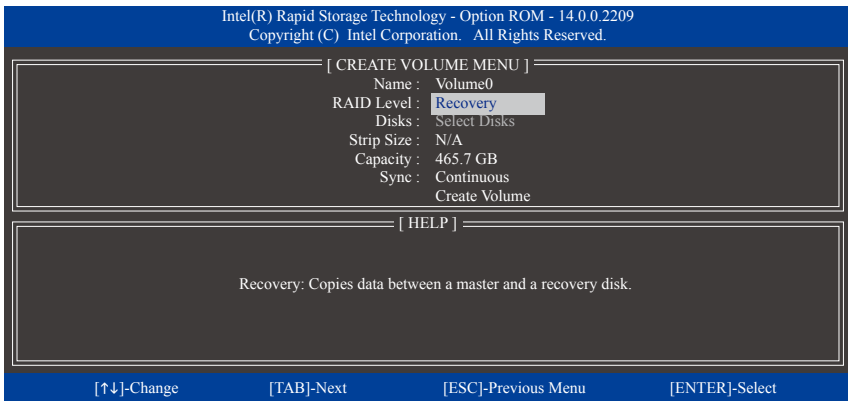 Intel(R) Rapid Storage Technology - Option ROM - 14.0.0.2209
Copyright (C) Intel Corporation. All Rights Reserved.
[ CREATE VOLUME MENU ]
Name : Volume0
RAID Level : Recovery
Disks : Select Disks
Strip Size : N/A
Capacity : 465.7 GB
Sync : Continuous
Create Volume
[ HELP ]
Recovery: Copies data between a master and a recovery disk.
[↑↓]-Change [TAB]-Next [ESC]-Previous Menu [ENTER]-Select